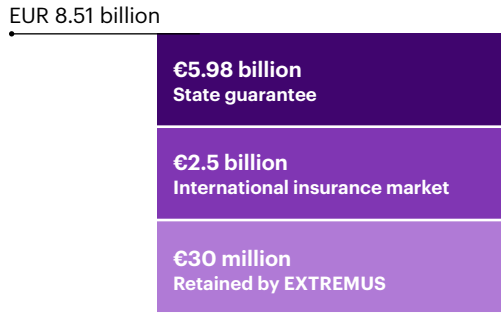 EUR 8.51 billion
€5.98 billion
State guarantee
€2.5 billion
International insurance market
€30 million
Retained by EXTREMUS